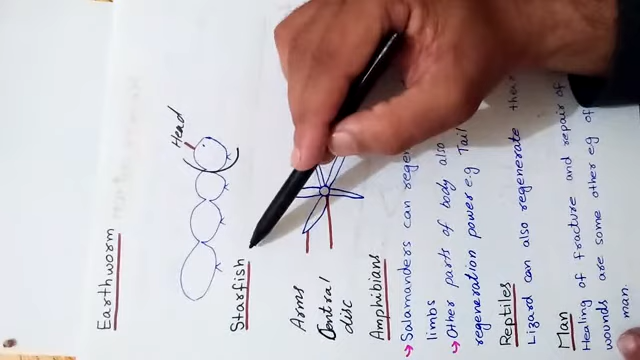 Earthworm
Head
Starfish
Arms
Central
disc
Amphibians
→ Salamanders can regen
limbs
→ Other parts of body also
regeneration power e.g Tail
Reptiles
Lizard can also regenerate their
Man
Healing of fracture and repair of
wounds are some other eg of
man.